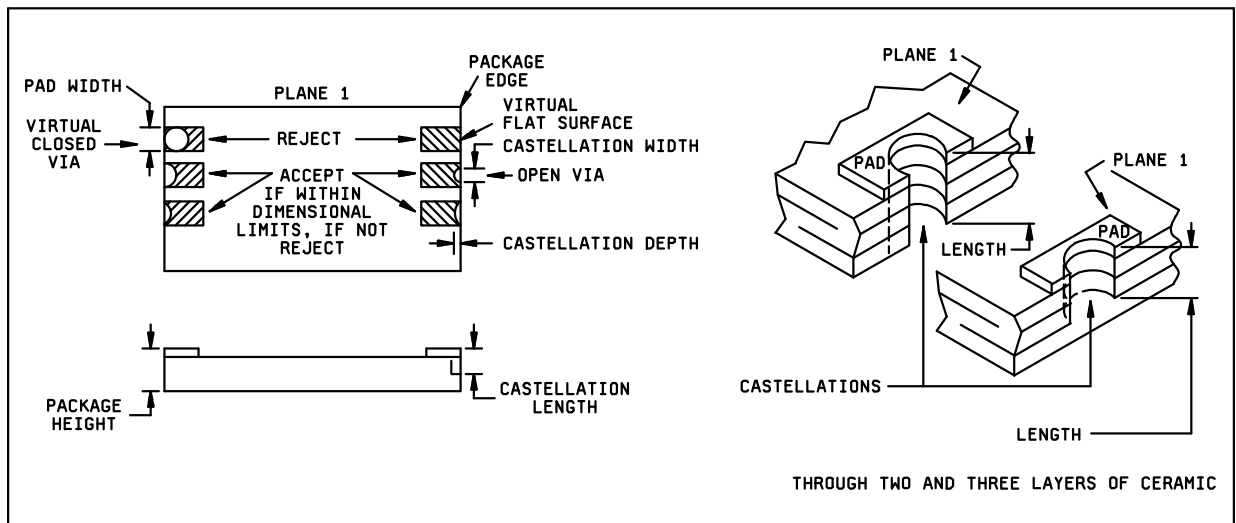 PAD WIDTH
PLANE 1
PACKAGE
EDGE
VIRTUAL
CLOSED
VIA
REJECT
VIRTUAL
FLAT SURFACE
CASTELLATION WIDTH
ACCEPT
IF WITHIN
DIMENSIONAL
LIMITS, IF NOT
REJECT
OPEN VIA
CASTELLATION DEPTH
PACKAGE
HEIGHT
CASTELLATION
LENGTH
PLANE 1
PAD
LENGTH
PLANE 1
PAD
CASTELLATIONS
LENGTH
THROUGH TWO AND THREE LAYERS OF CERAMIC